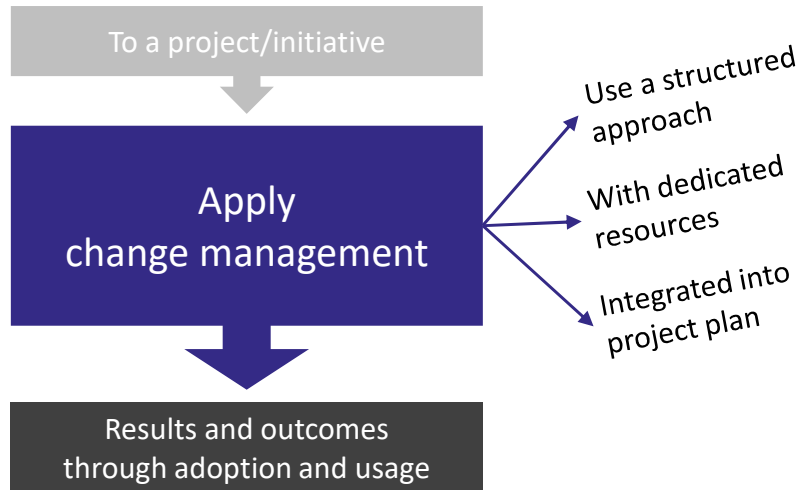 To a project/initiative
Apply
change management
Use a structured
approach
With dedicated
resources
Integrated into
project plan
Results and outcomes
through adoption and usage